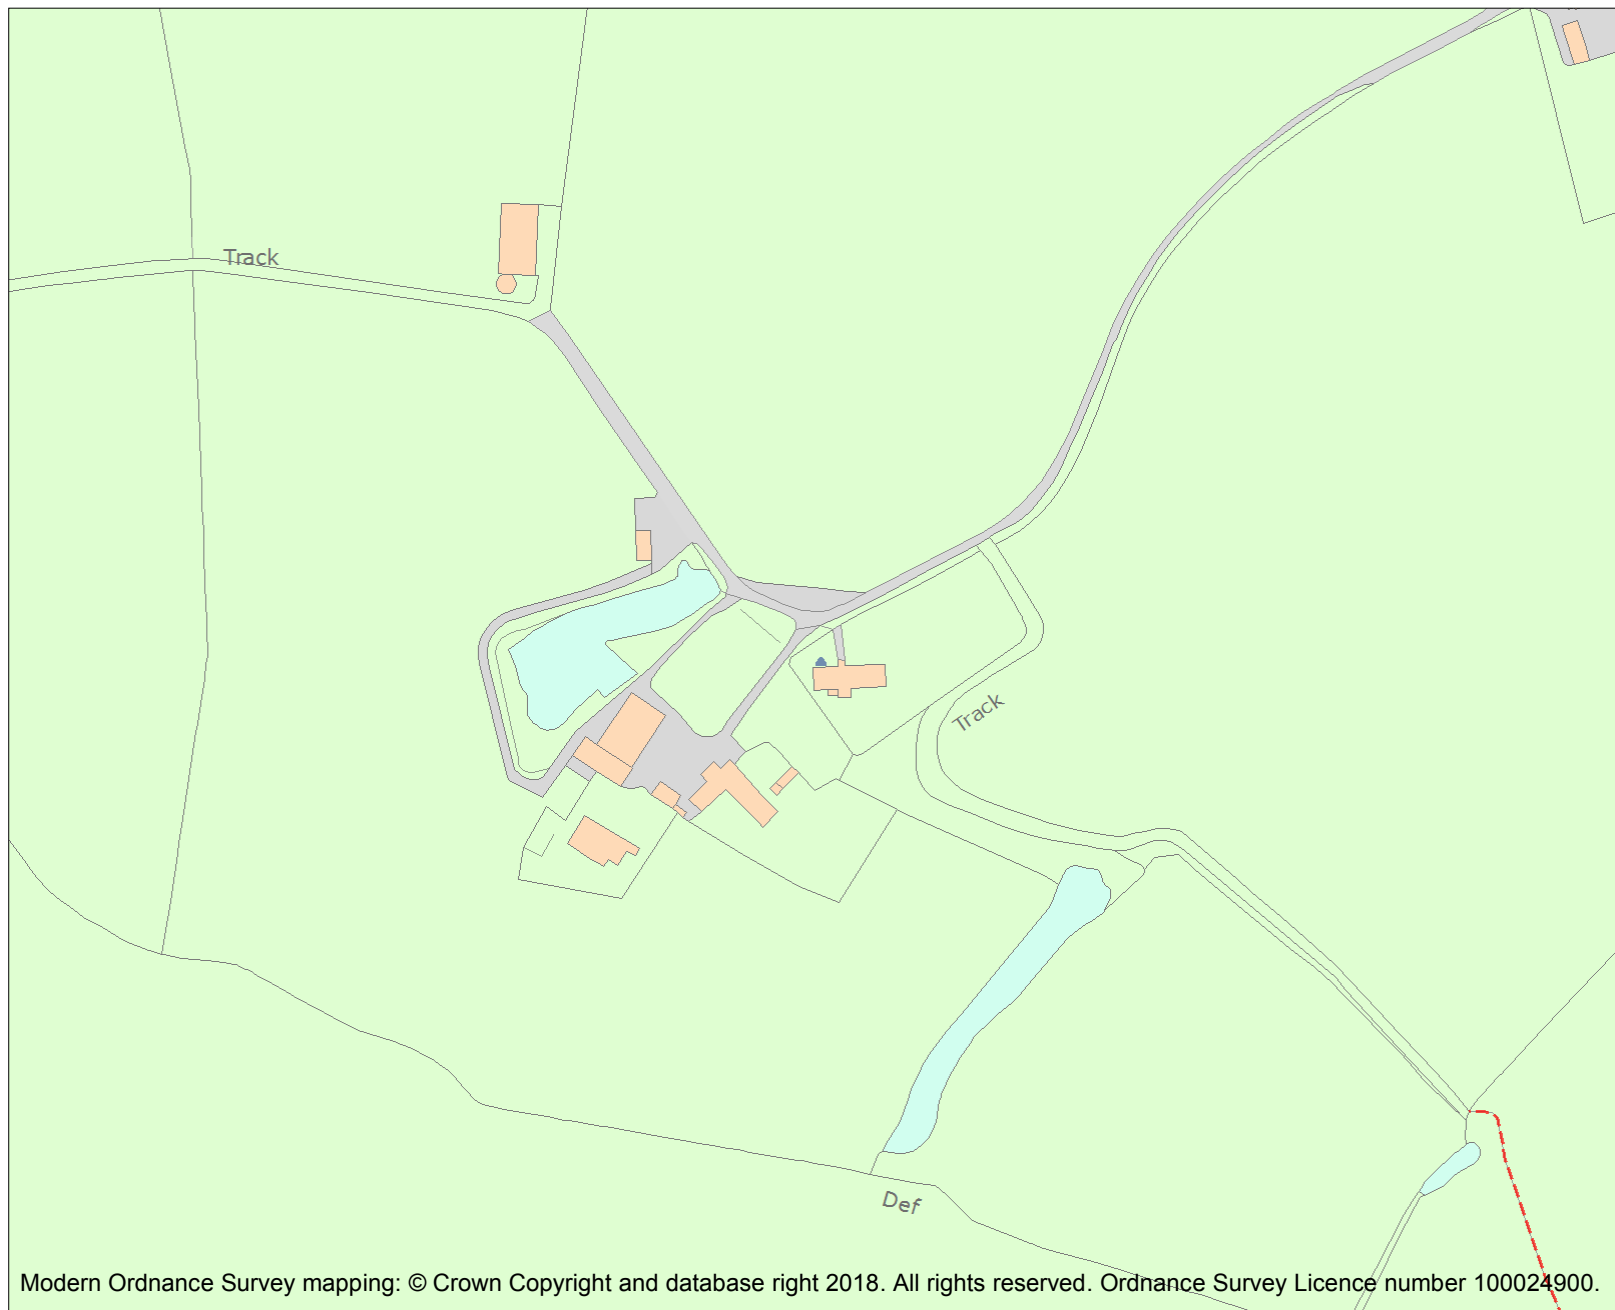 Track
Track
Def
Modern Ordnance Survey mapping: © Crown Copyright and database right 2018. All rights reserved. Ordnance Survey Licence number 100024900.